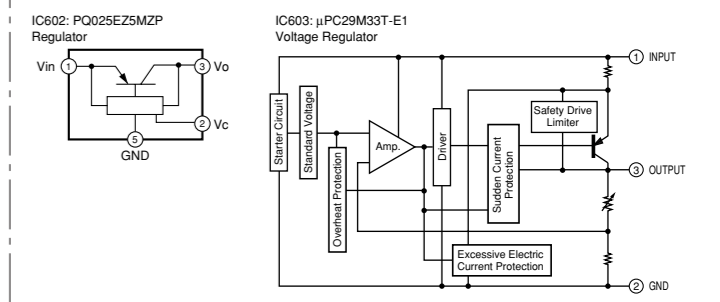 IC602: PQ025EZ5MZP
Regulator
Vin
1
3
Vo
2
Vc
5
GND
IC603: µPC29M33T-E1
Voltage Regulator
1
INPUT
Starter Circuit
Standard Voltage
Overheat Protection
Amp.
Driver
Sudden Current
Protection
Safety Drive
Limiter
3
OUTPUT
Excessive Electric
Current Protection
2
GND